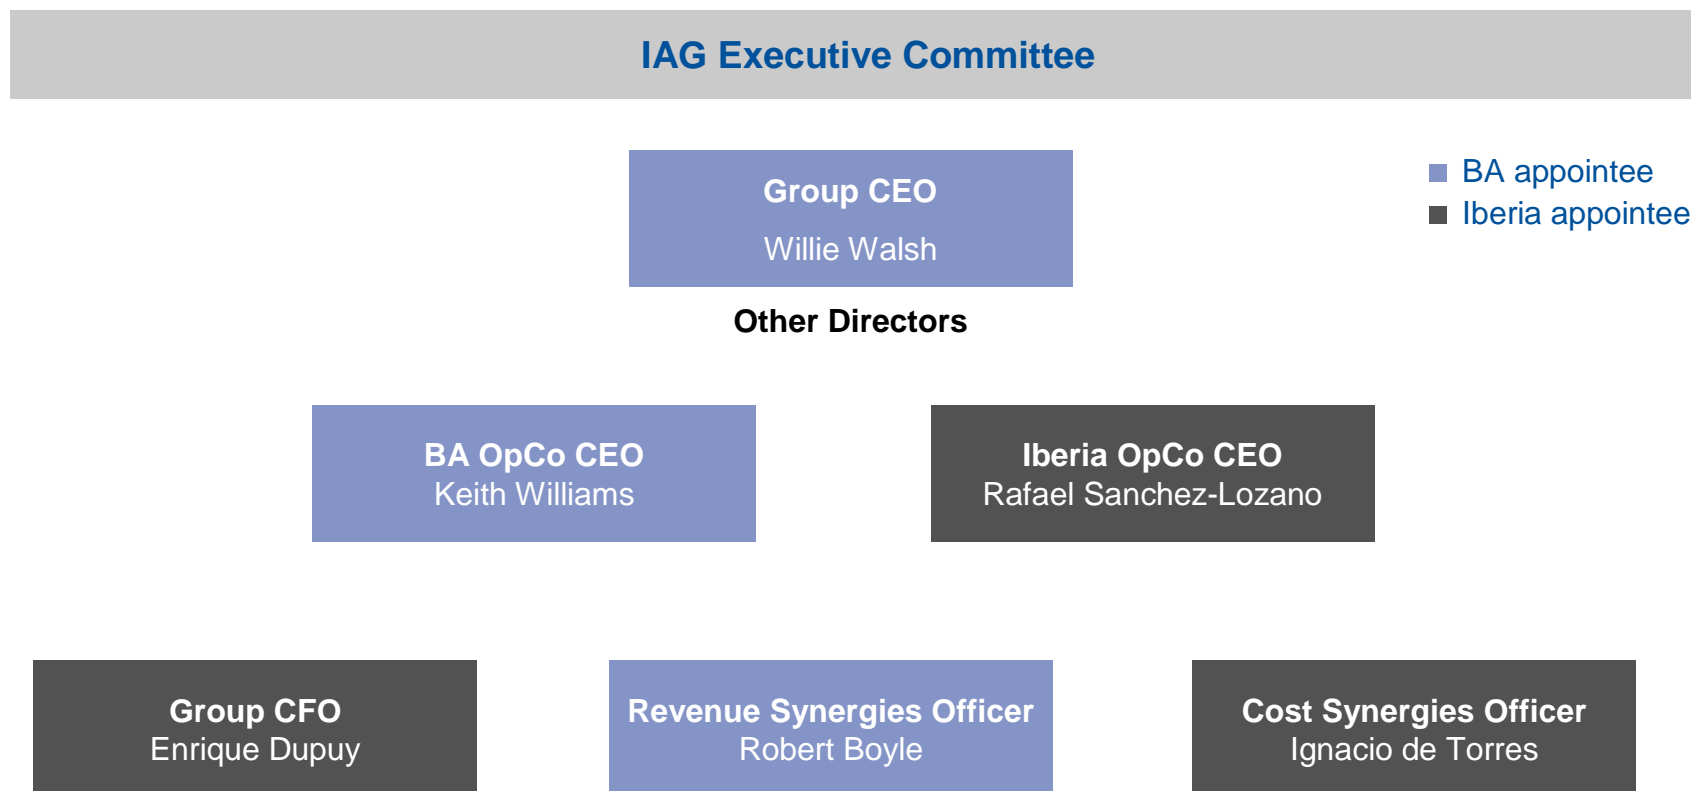 IAG Executive Committee
Group CEO
Willie Walsh
BA appointee
Iberia appointee
Other Directors
BA OpCo CEO
Keith Williams
Iberia OpCo CEO
Rafael Sanchez-Lozano
Group CFO
Enrique Dupuy
Revenue Synergies Officer
Robert Boyle
Cost Synergies Officer
Ignacio de Torres